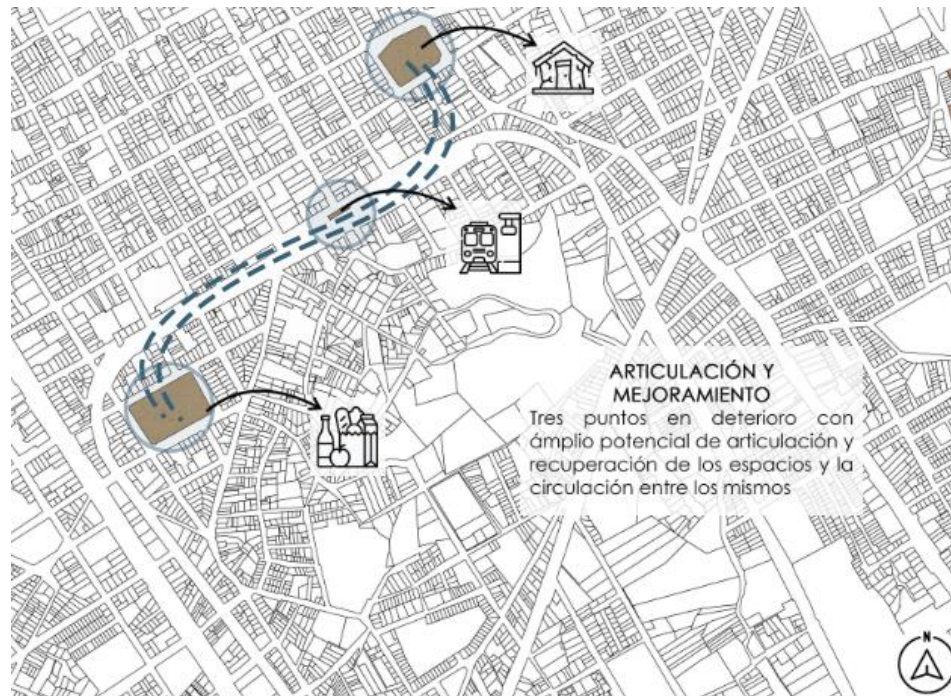 ARTICULACIÓN Y
MEJORAMIENTO
Tres puntos en deterioro con
ámplio potencial de articulación y
recuperación de los espacios y la
circulación entre los mismos
N